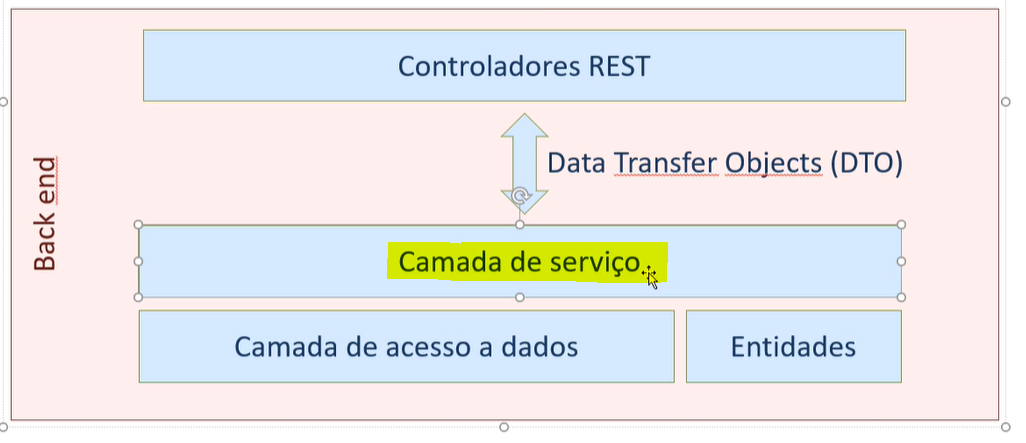 Controladores REST
Data Transfer Objects (DTO)
Back end
Camada de serviço
Camada de acesso a dados
Entidades